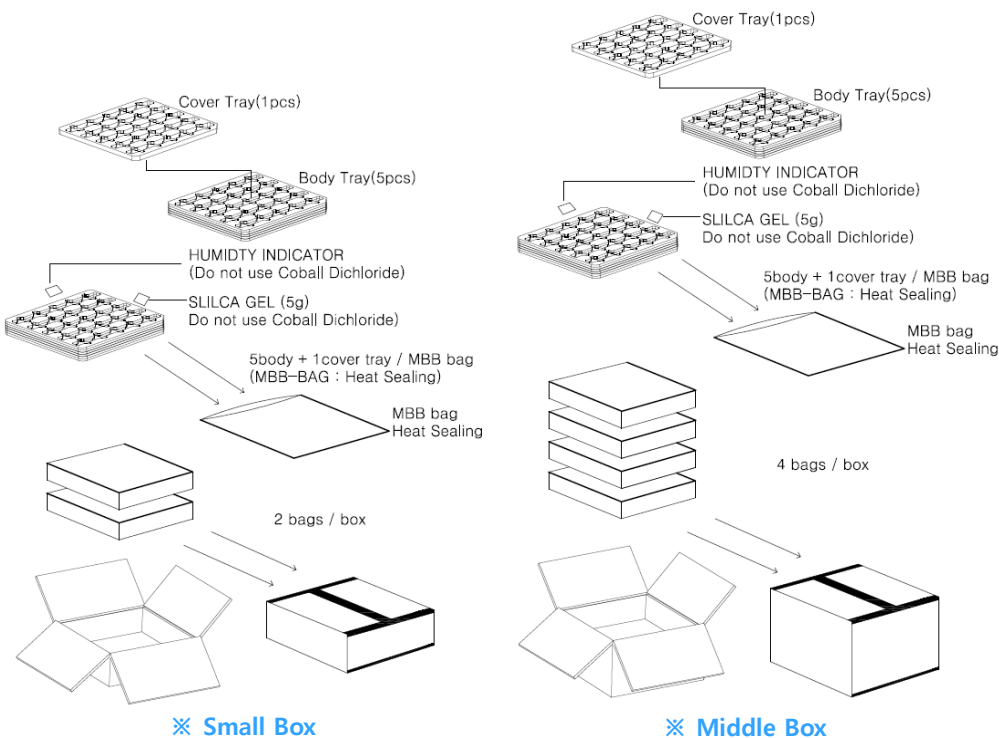 Cover Tray(1pcs)
Body Tray(5pcs)
HUMIDTY INDICATOR
(Do not use Coball Dichloride)
SLILCA GEL (5g)
Do not use Coball Dichloride)
5body + 1cover tray / MBB bag
(MBB-BAG : Heat Sealing)
MBB bag
Heat Sealing
2 bags / box
※ Small Box
Cover Tray(1pcs)
Body Tray(5pcs)
HUMIDTY INDICATOR
(Do not use Coball Dichloride)
SLILCA GEL (5g)
Do not use Coball Dichloride)
5body + 1cover tray / MBB bag
(MBB-BAG : Heat Sealing)
MBB bag
Heat Sealing
4 bags / box
※ Middle Box